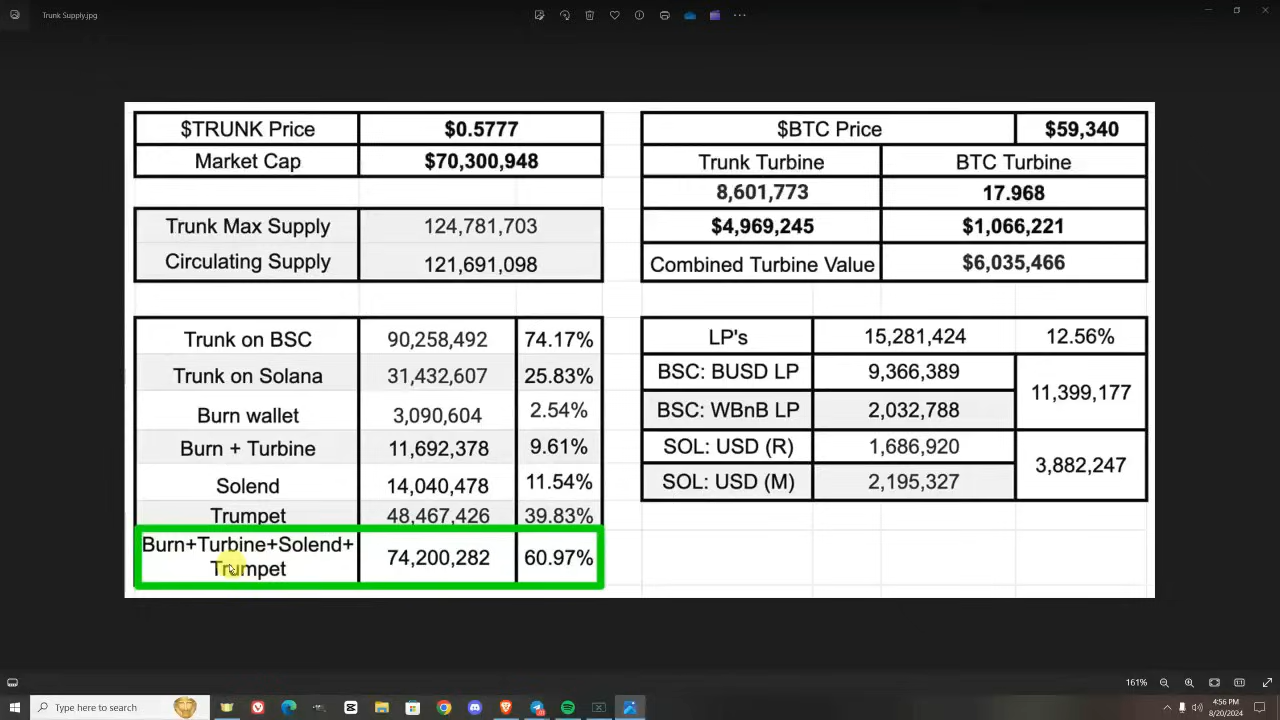 Trunk Supply.jpg
$TRUNK Price $0.5777
Market Cap $70,300,948
Trunk Max Supply 124,781,703
Circulating Supply 121,691,098
Trunk on BSC 90,258,492 74.17%
Trunk on Solana 31,432,607 25.83%
Burn wallet 3,090,604 2.54%
Burn + Turbine 11,692,378 9.61%
Solend 14,040,478 11.54%
Trumpet 48,467,426 39.83%
Burn+Turbine+Solend+
Trumpet 74,200,282 60.97%
$BTC Price $59,340
Trunk Turbine BTC Turbine
8,601,773 17.968
$4,969,245 $1,066,221
Combined Turbine Value $6,035,466
LP's 15,281,424 12.56%
BSC: BUSD LP 9,366,389
11,399,177
BSC: WBnB LP 2,032,788
SOL: USD (R) 1,686,920
3,882,247
SOL: USD (M) 2,195,327
161%
Type here to search
4:56 PM
8/20/2024